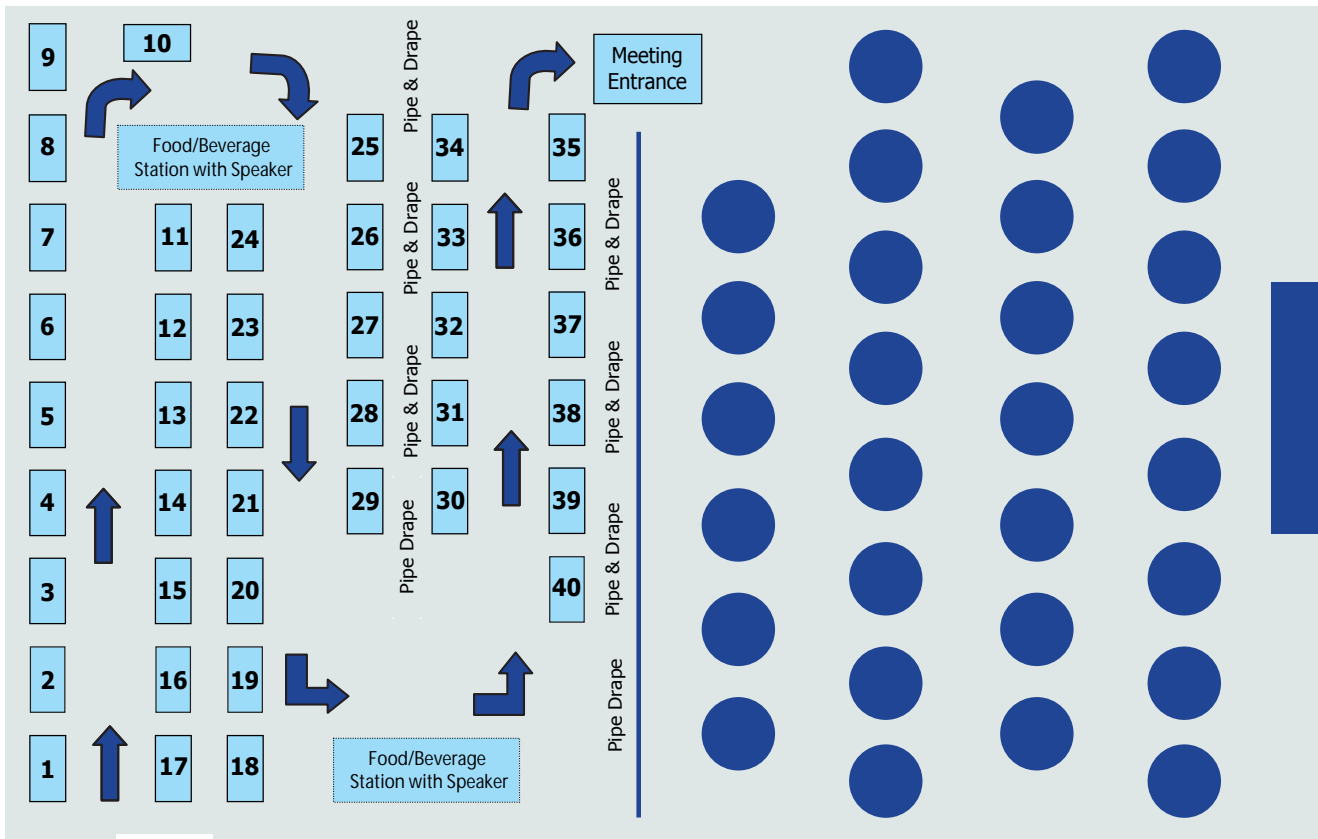 9
10
Pipe & Drape
Meeting
Entrance
8
Food/Beverage
Station with Speaker
25
34
35
7
11
24
26
Pipe & Drape
33
36
Pipe & Drape
6
12
23
27
32
37
5
13
22
28
Pipe & Drape
31
38
Pipe & Drape
4
14
21
29
Pipe Drape
30
39
Pipe & Drape
3
15
20
40
2
16
19
Pipe Drape
1
17
18
Food/Beverage
Station with Speaker